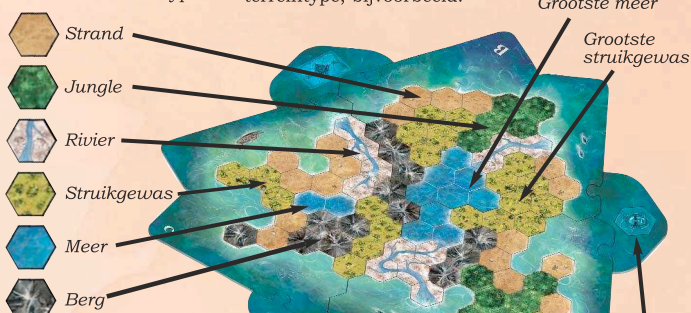 terreintype, bijvoorbeeld:
Grootste meer
Strand
Grootste
struikgewas
Jungle
Rivier
Struikgewas
Meer
Berg